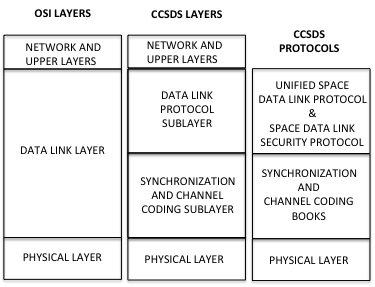 OSI LAYERS
NETWORK AND
UPPER LAYERS
DATA LINK LAYER
PHYSICAL LAYER
CCSDS LAYERS
NETWORK AND
UPPER LAYERS
DATA LINK
PROTOCOL
SUBLAYER
SYNCHRONIZATION
AND CHANNEL
CODING SUBLAYER
PHYSICAL LAYER
CCSDS
PROTOCOLS
UNIFIED SPACE
DATA LINK PROTOCOL
&
SPACE DATA LINK
SECURITY PROTOCOL
SYNCHRONIZATION
AND
CHANNEL CODING
BOOKS
PHYSICAL LAYER